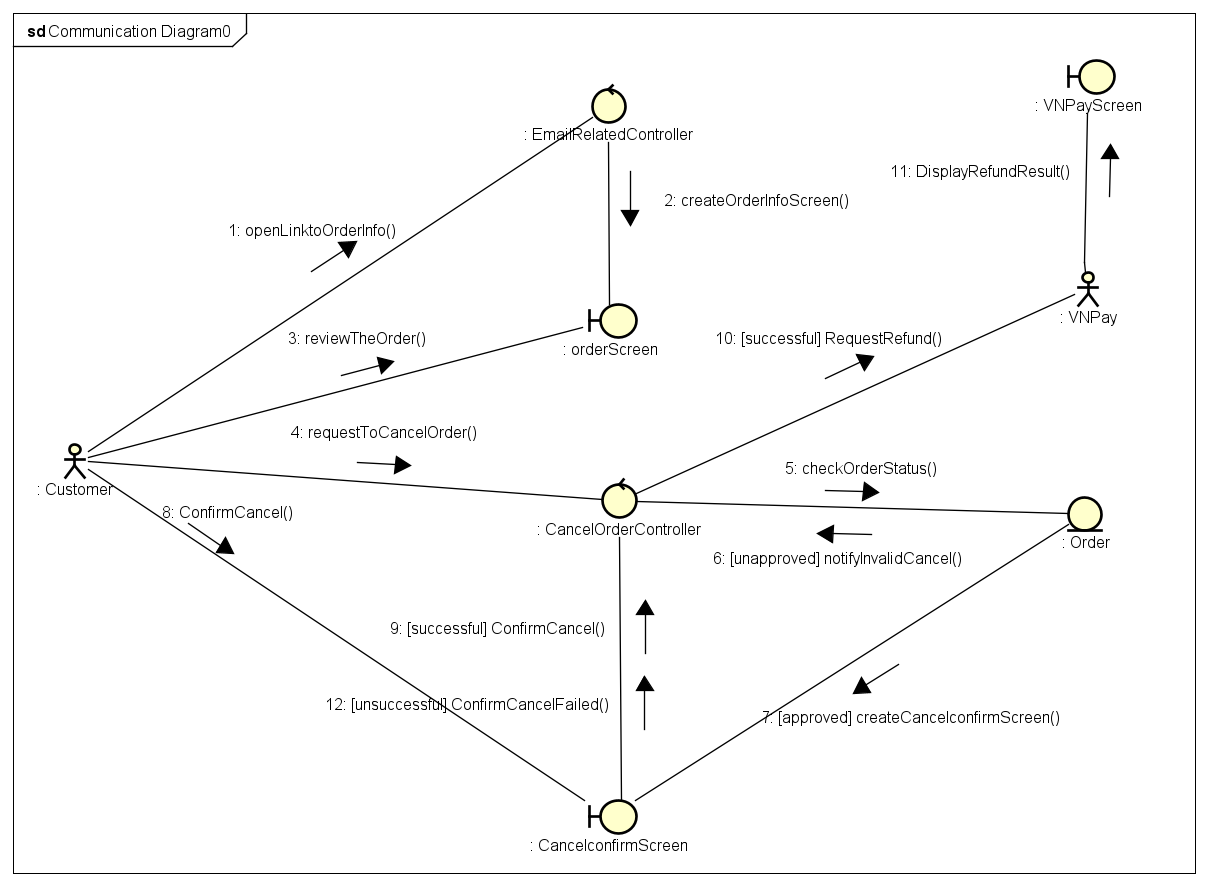 sd Communication Diagram0
: VNPayScreen
: EmailRelatedController
11: DisplayRefundResult()
2: createOrderInfoScreen()
1: openLinktoOrderInfo()
: VNPay
3: reviewTheOrder()
10: [successful] RequestRefund()
: orderScreen
4: requestToCancelOrder()
5: checkOrderStatus()
: Customer
8: ConfirmCancel()
: CancelOrderController
: Order
6: [unapproved] notifyInvalidCancel()
9: [successful] ConfirmCancel()
12: [unsuccessful] ConfirmCancelFailed()
7: [approved] createCancelconfirmScreen()
: CancelconfirmScreen